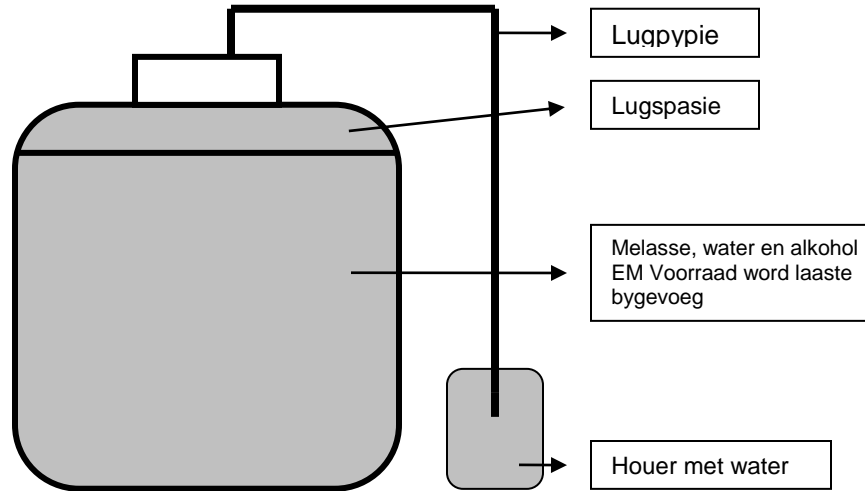 Lugpypie
Lugspasie
Melasse, water en alkohol
EM Voorraad word laaste
bygevoeg
Houer met water